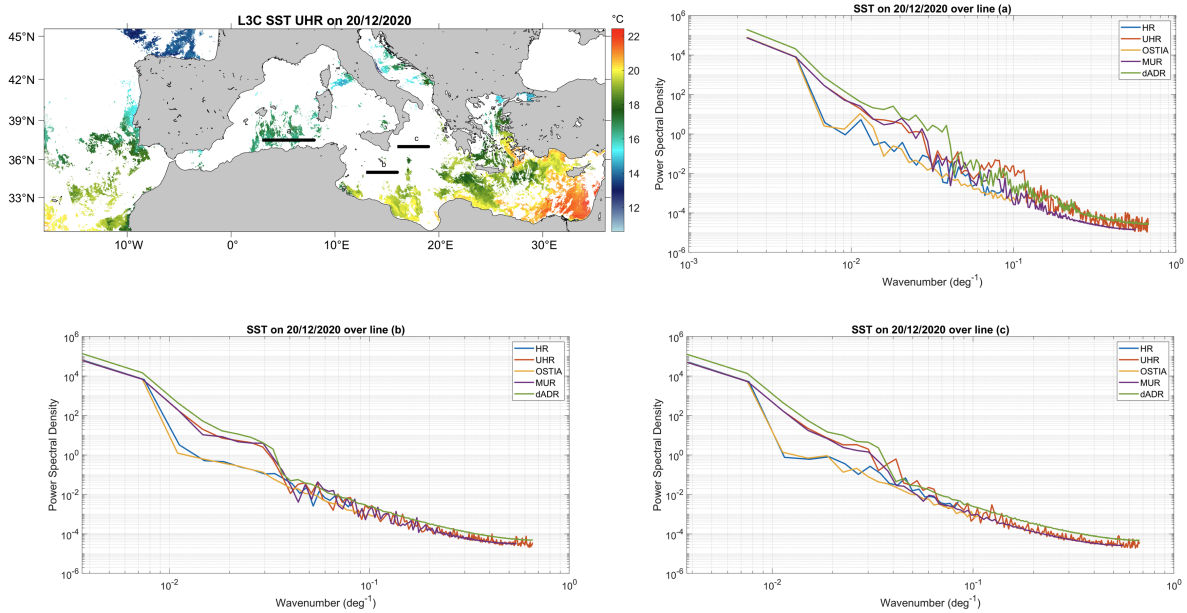 L3C SST UHR on 20/12/2020
°C
45°N
42°N
39°N
36°N
33°N
10°W
0°
10°E
20°E
30°E
a
b
c
22
20
18
16
14
12
SST on 20/12/2020 over line (a)
Power Spectral Density
10^6
10^4
10^2
10^0
10^-2
10^-4
10^-6
10^-3
10^-2
10^-1
10^0
Wavenumber (deg^-1)
HR
UHR
OSTIA
MUR
dADR
SST on 20/12/2020 over line (b)
Power Spectral Density
10^6
10^4
10^2
10^0
10^-2
10^-4
10^-6
10^-2
10^-1
10^0
Wavenumber (deg^-1)
HR
UHR
OSTIA
MUR
dADR
SST on 20/12/2020 over line (c)
Power Spectral Density
10^6
10^4
10^2
10^0
10^-2
10^-4
10^-6
10^-2
10^-1
10^0
Wavenumber (deg^-1)
HR
UHR
OSTIA
MUR
dADR